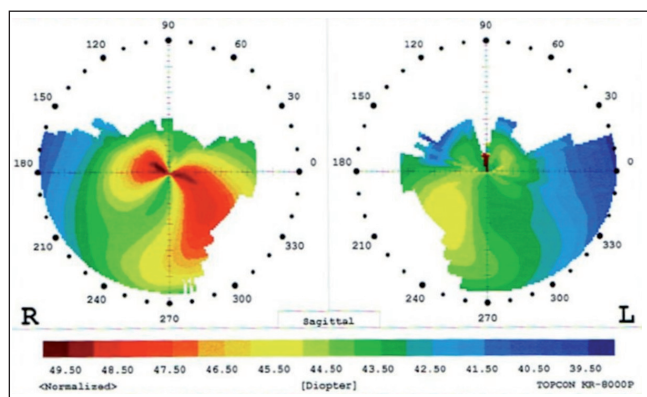 90 90
120 60 120 60
150 30 150 30
180 0 180 0
210 330 210 330
240 300 240 300
270 270
R Sagittal L
49.50 48.50 47.50 46.50 45.50 44.50 43.50 42.50 41.50 40.50 39.50
<Normalized> [Diopter] TOPCON KR-8000P